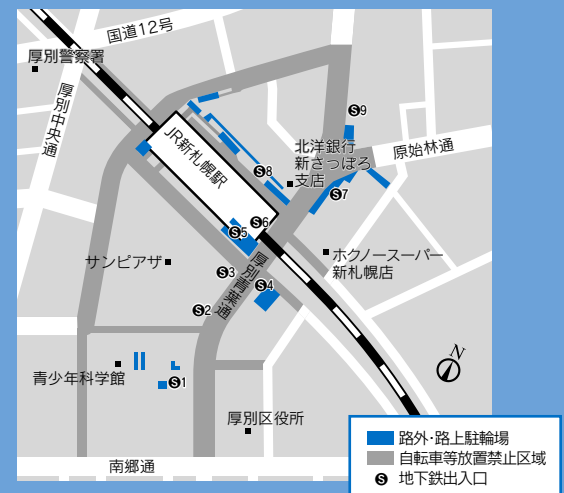 国道12号
厚別警察署
厚別中央通
JR新札幌駅
S9
北洋銀行
新さっぽろ
支店
原始林通
S8
S7
S6
S5
サンピアザ
S3
厚別青葉通
ホクノースーパー
新札幌店
S4
S2
N
青少年科学館
S1
厚別区役所
南郷通
路外・路上駐輪場
自転車等放置禁止区域
S 地下鉄出入口